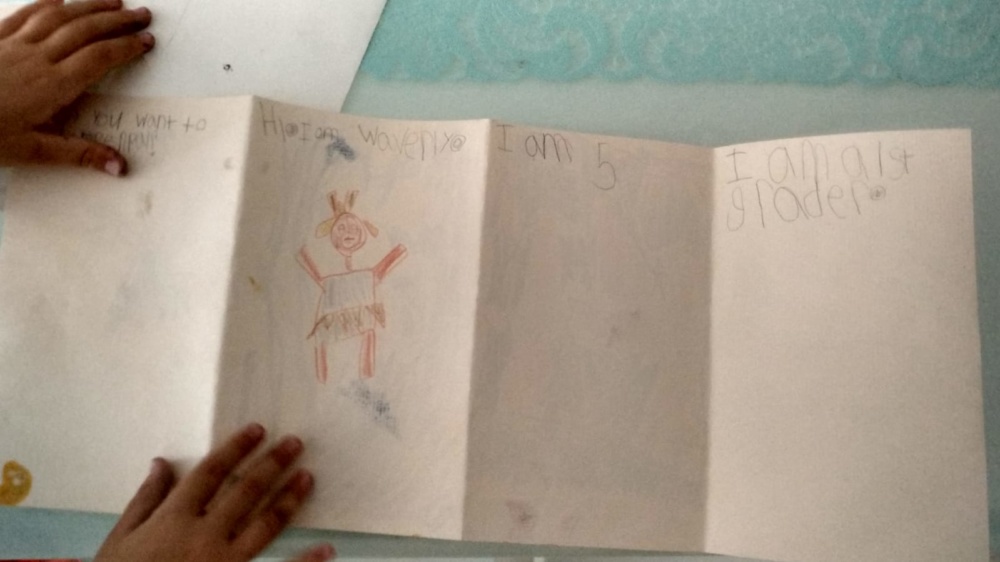 You want to
Hi I am Waverly
I am 5
I am a 1st
grader